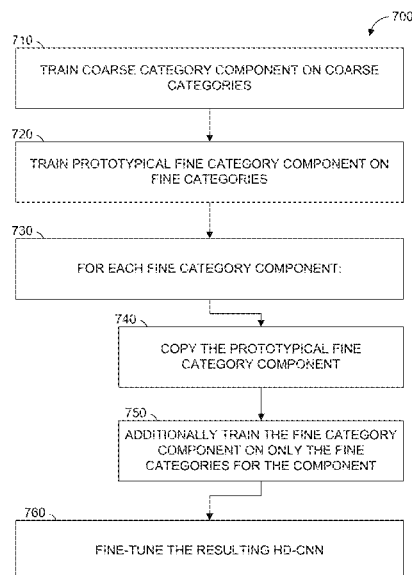 700
710
TRAIN COARSE CATEGORY COMPONENT ON COARSE
CATEGORIES
720
TRAIN PROTOTYPICAL FINE CATEGORY COMPONENT ON
FINE CATEGORIES
730
FOR EACH FINE CATEGORY COMPONENT:
740
COPY THE PROTOTYPICAL FINE
CATEGORY COMPONENT
750
ADDITIONALLY TRAIN THE FINE CATEGORY
COMPONENT ON ONLY THE FINE
CATEGORIES FOR THE COMPONENT
760
FINE-TUNE THE RESULTING HD-CNN